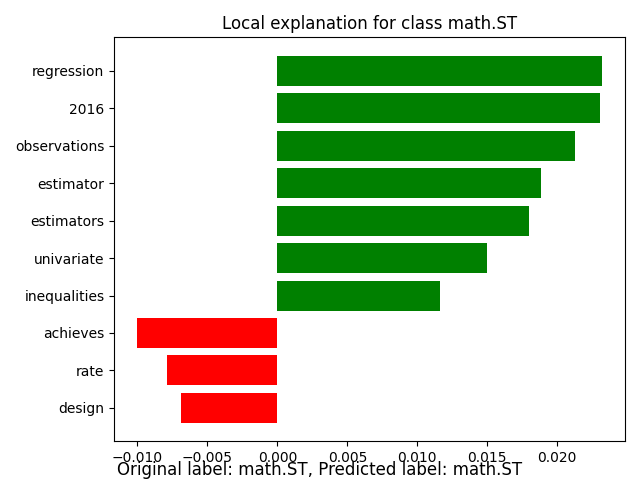 Local explanation for class math.ST
regression
2016
observations
estimator
estimators
univariate
inequalities
achieves
rate
design
−0.010 −0.005 0.000 0.005 0.010 0.015 0.020
Original label: math.ST, Predicted label: math.ST